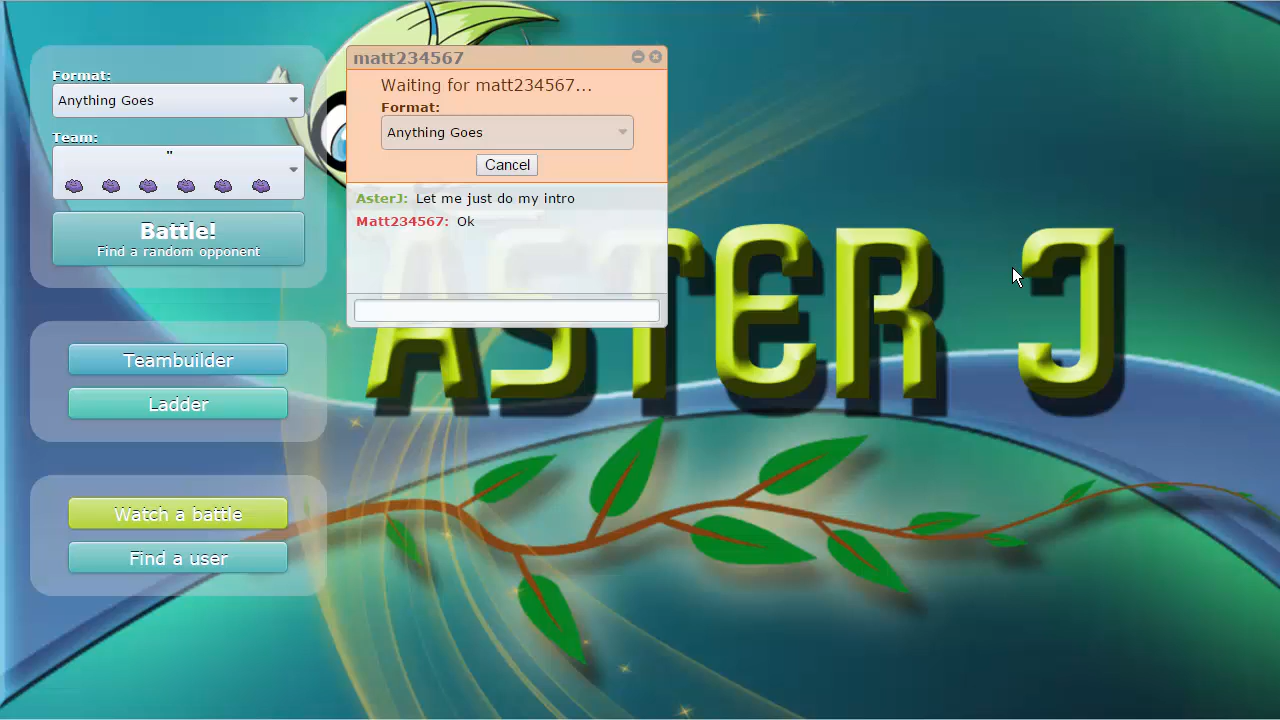 Format:
Anything Goes
Team:
"
Battle!
Find a random opponent
Teambuilder
Ladder
Watch a battle
Find a user
matt234567
Waiting for matt234567...
Format:
Anything Goes
Cancel
AsterJ: Let me just do my intro
Matt234567: Ok
ASTER J